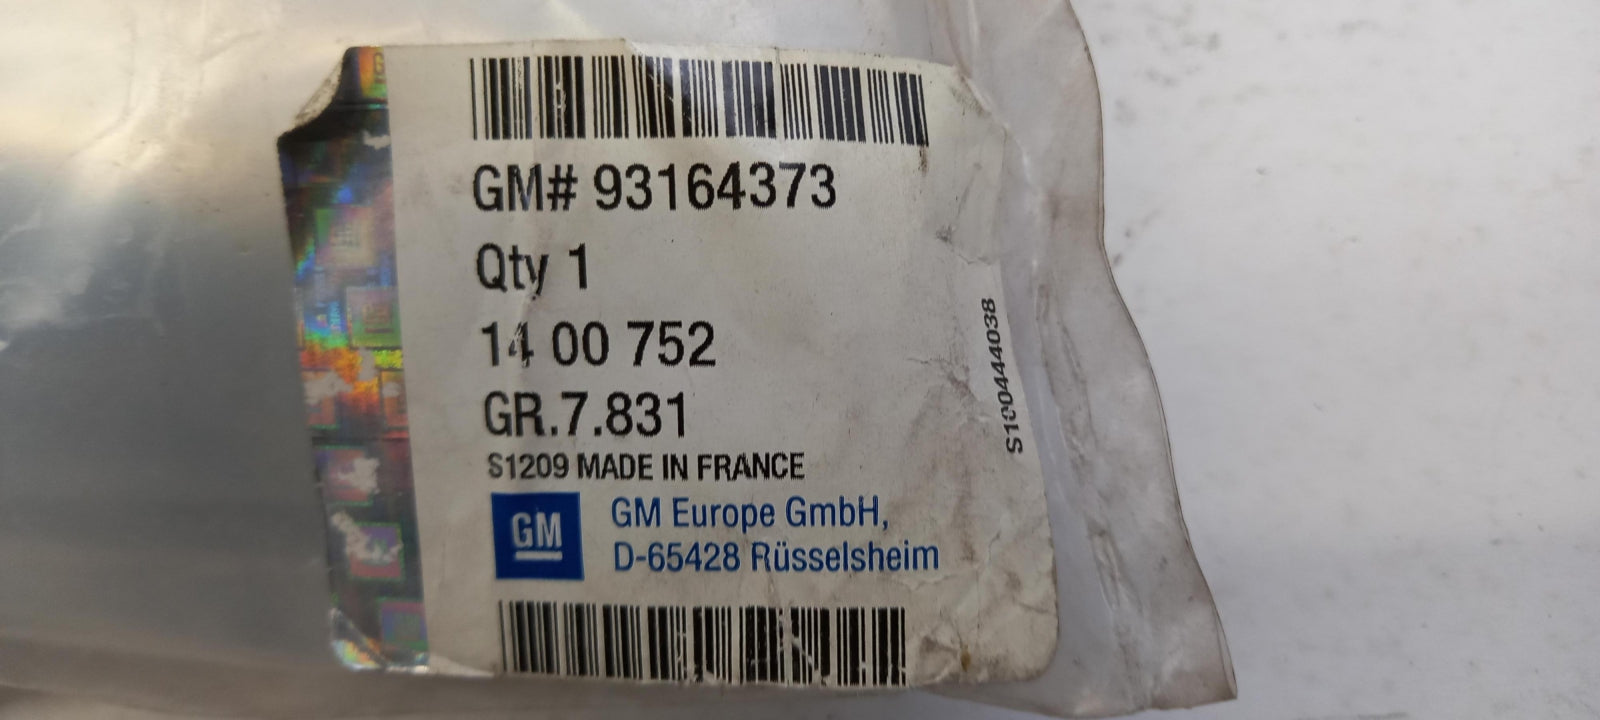 GM# 93164373
Qty 1
14 00 752
GR.7.831
S1209 MADE IN FRANCE
GM
GM Europe GmbH,
D-65428 Rüsselsheim
S100444038